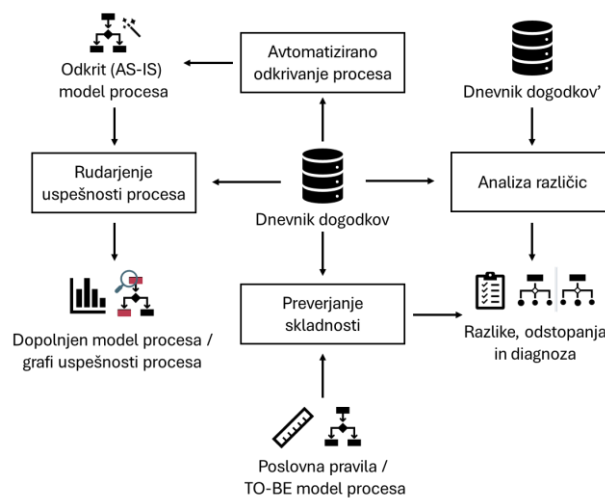 Odkrit (AS-IS)
model procesa
Avtomatizirano
odkrivanje procesa
Dnevnik dogodkov’
Rudarjenje
uspešnosti procesa
Dnevnik dogodkov
Analiza različic
Dopolnjen model procesa /
grafi uspešnosti procesa
Preverjanje
skladnosti
Razlike, odstopanja
in diagnoza
Poslovna pravila /
TO-BE model procesa